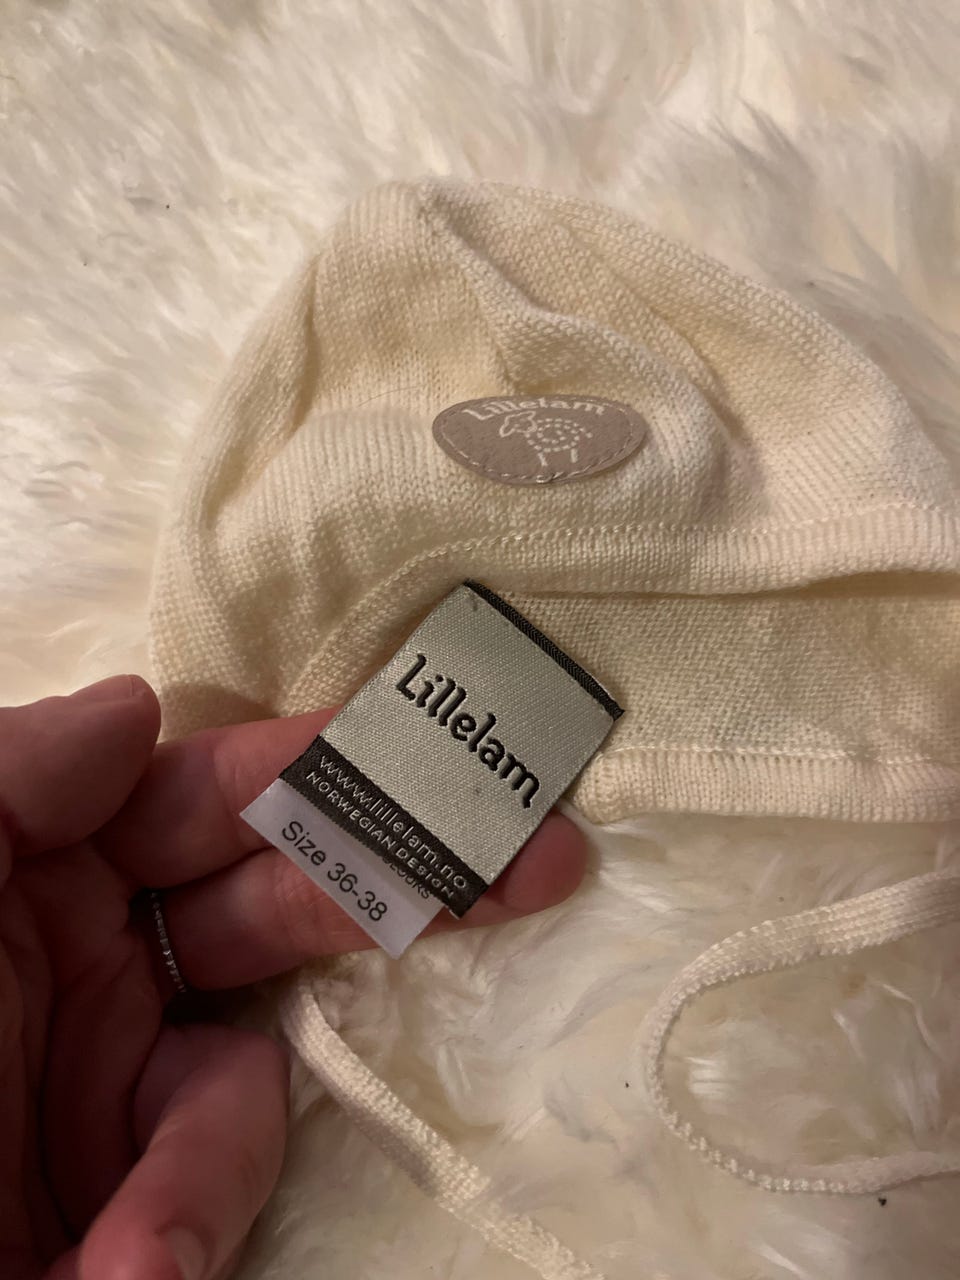 Lillelam
Lillelam
www.lillelam.no
NORWEGIAN DESIGN
Size 36-38